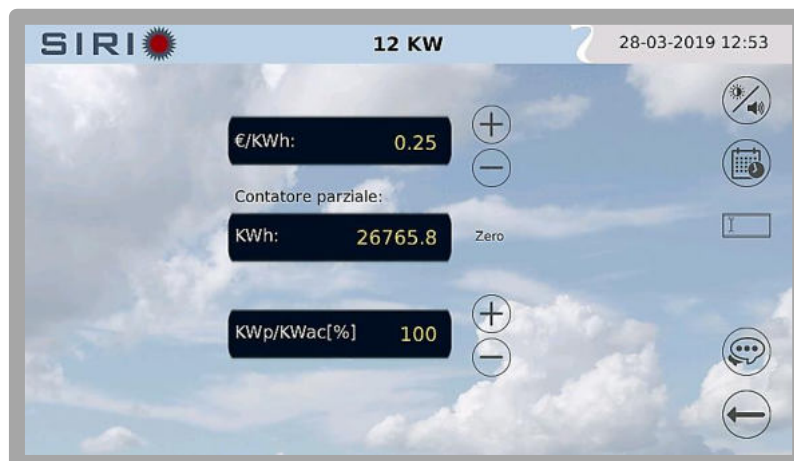 SIRI
12 KW
28-03-2019 12:53
€/KWh: 0.25
Contatore parziale:
KWh: 26765.8
Zero
KWp/KWac[%] 100